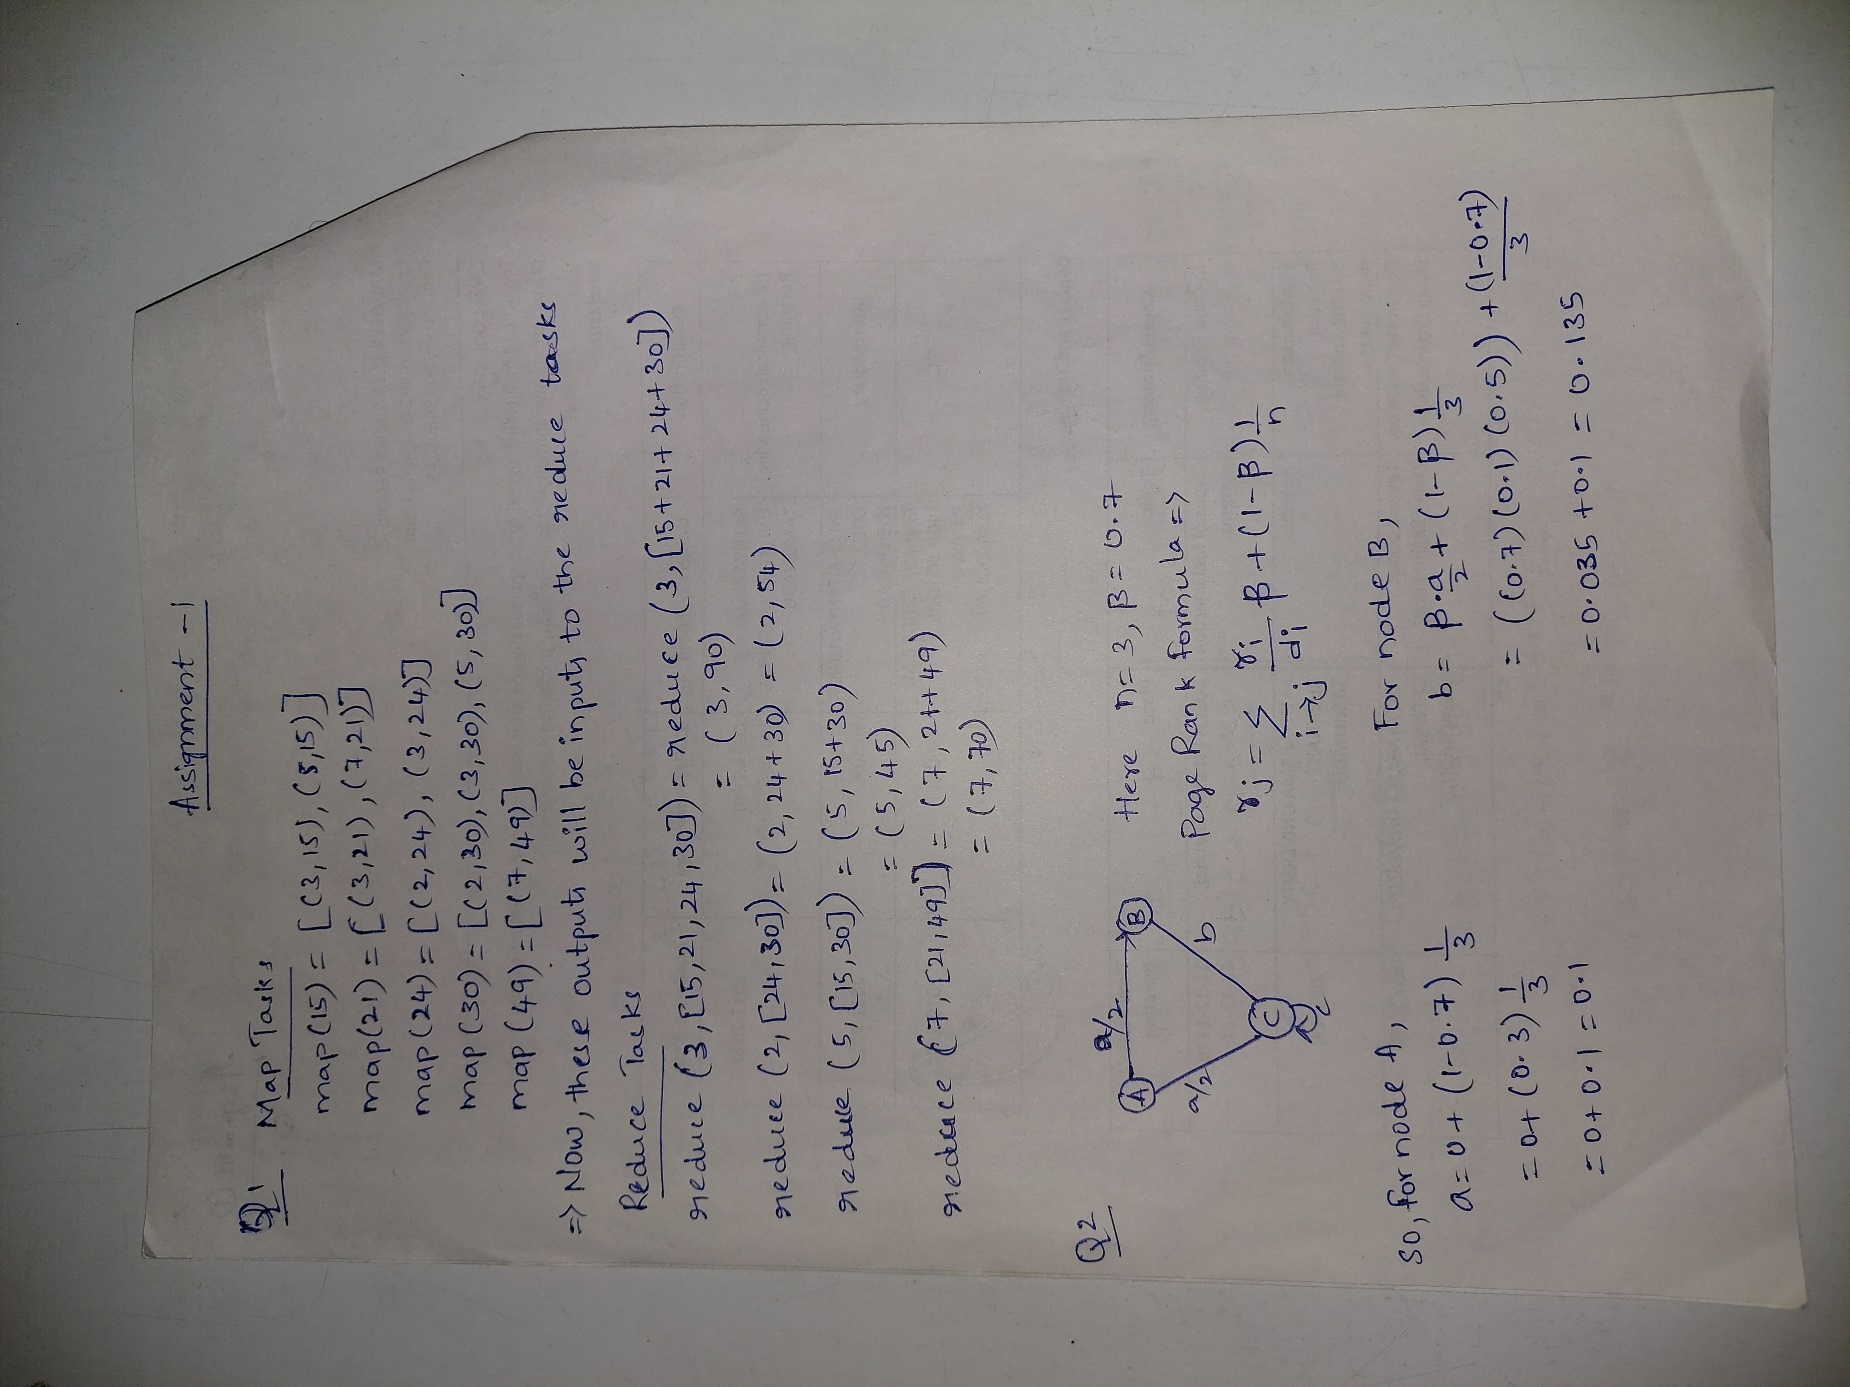 Assignment -1
Q1 Map Tasks
map(15) = [(3,15), (5,15)]
map(21) = [(3,21), (7,21)]
map(24) = [(2,24), (3,24)]
map(30) = [(2,30), (3,30), (5,30)]
map(49) = [(7,49)]
=> Now, these outputs will be inputs to the reduce tasks
Reduce Tasks
reduce (3, [15,21,24,30]) = reduce (3, [15+21+24+30])
= (3,90)
reduce (2, [24,30]) = (2, 24+30) = (2,54)
reduce (5, [15,30]) = (5, 15+30)
= (5,45)
reduce (7, [21,49]) = (7, 21+49)
= (7,70)
Q2
A a/2 B
a/2 b
C
Here n=3, β=0.7
Page Rank formula =>
rj = Σ i→j ri/di β + (1-β) 1/n
So, for node A,
a = 0 + (1-0.7) 1/3
= 0 + (0.3) 1/3
= 0 + 0.1 = 0.1
For node B,
b = β.a/2 + (1-β) 1/3
= ((0.7)(0.1)(0.5)) + (1-0.7)/3
= 0.035 + 0.1 = 0.135